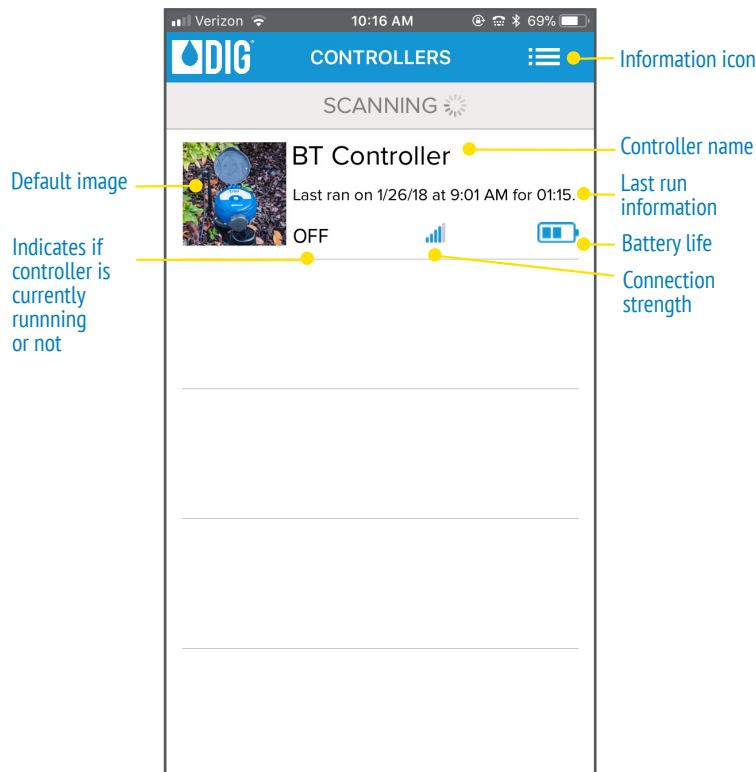 Verizon 10:16 AM 69%
DIG CONTROLLERS
Information icon
SCANNING
BT Controller
Controller name
Default image
Last ran on 1/26/18 at 9:01 AM for 01:15.
Last run
information
OFF
Battery life
Indicates if
controller is
currently
runnning
or not
Connection
strength